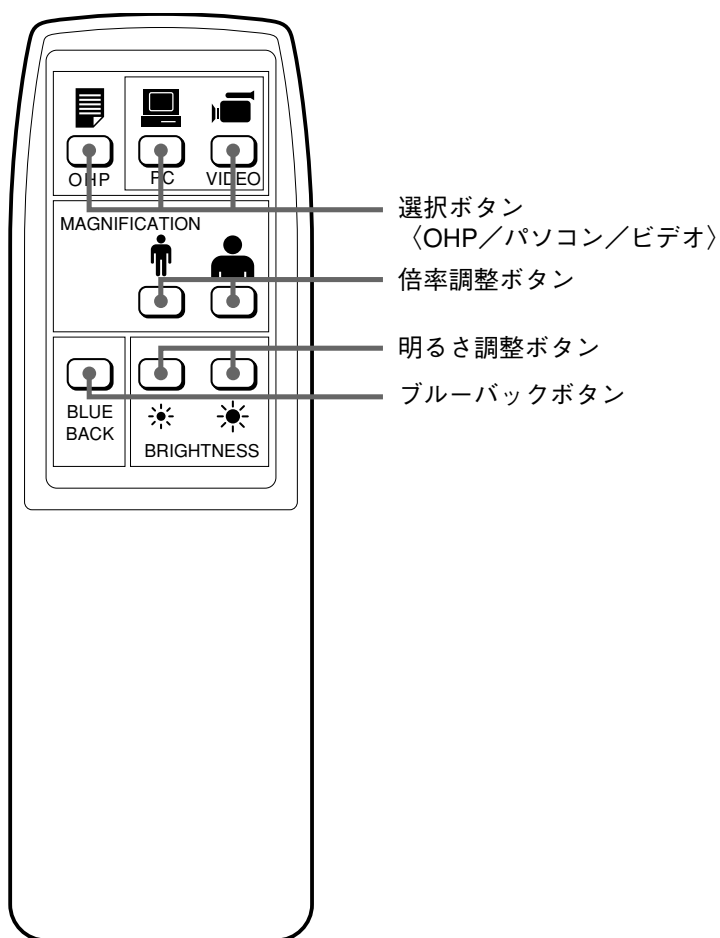 OHP
PC
VIDEO
選択ボタン
〈OHP／パソコン／ビデオ〉
MAGNIFICATION
倍率調整ボタン
明るさ調整ボタン
ブルーバックボタン
BLUE
BACK
BRIGHTNESS